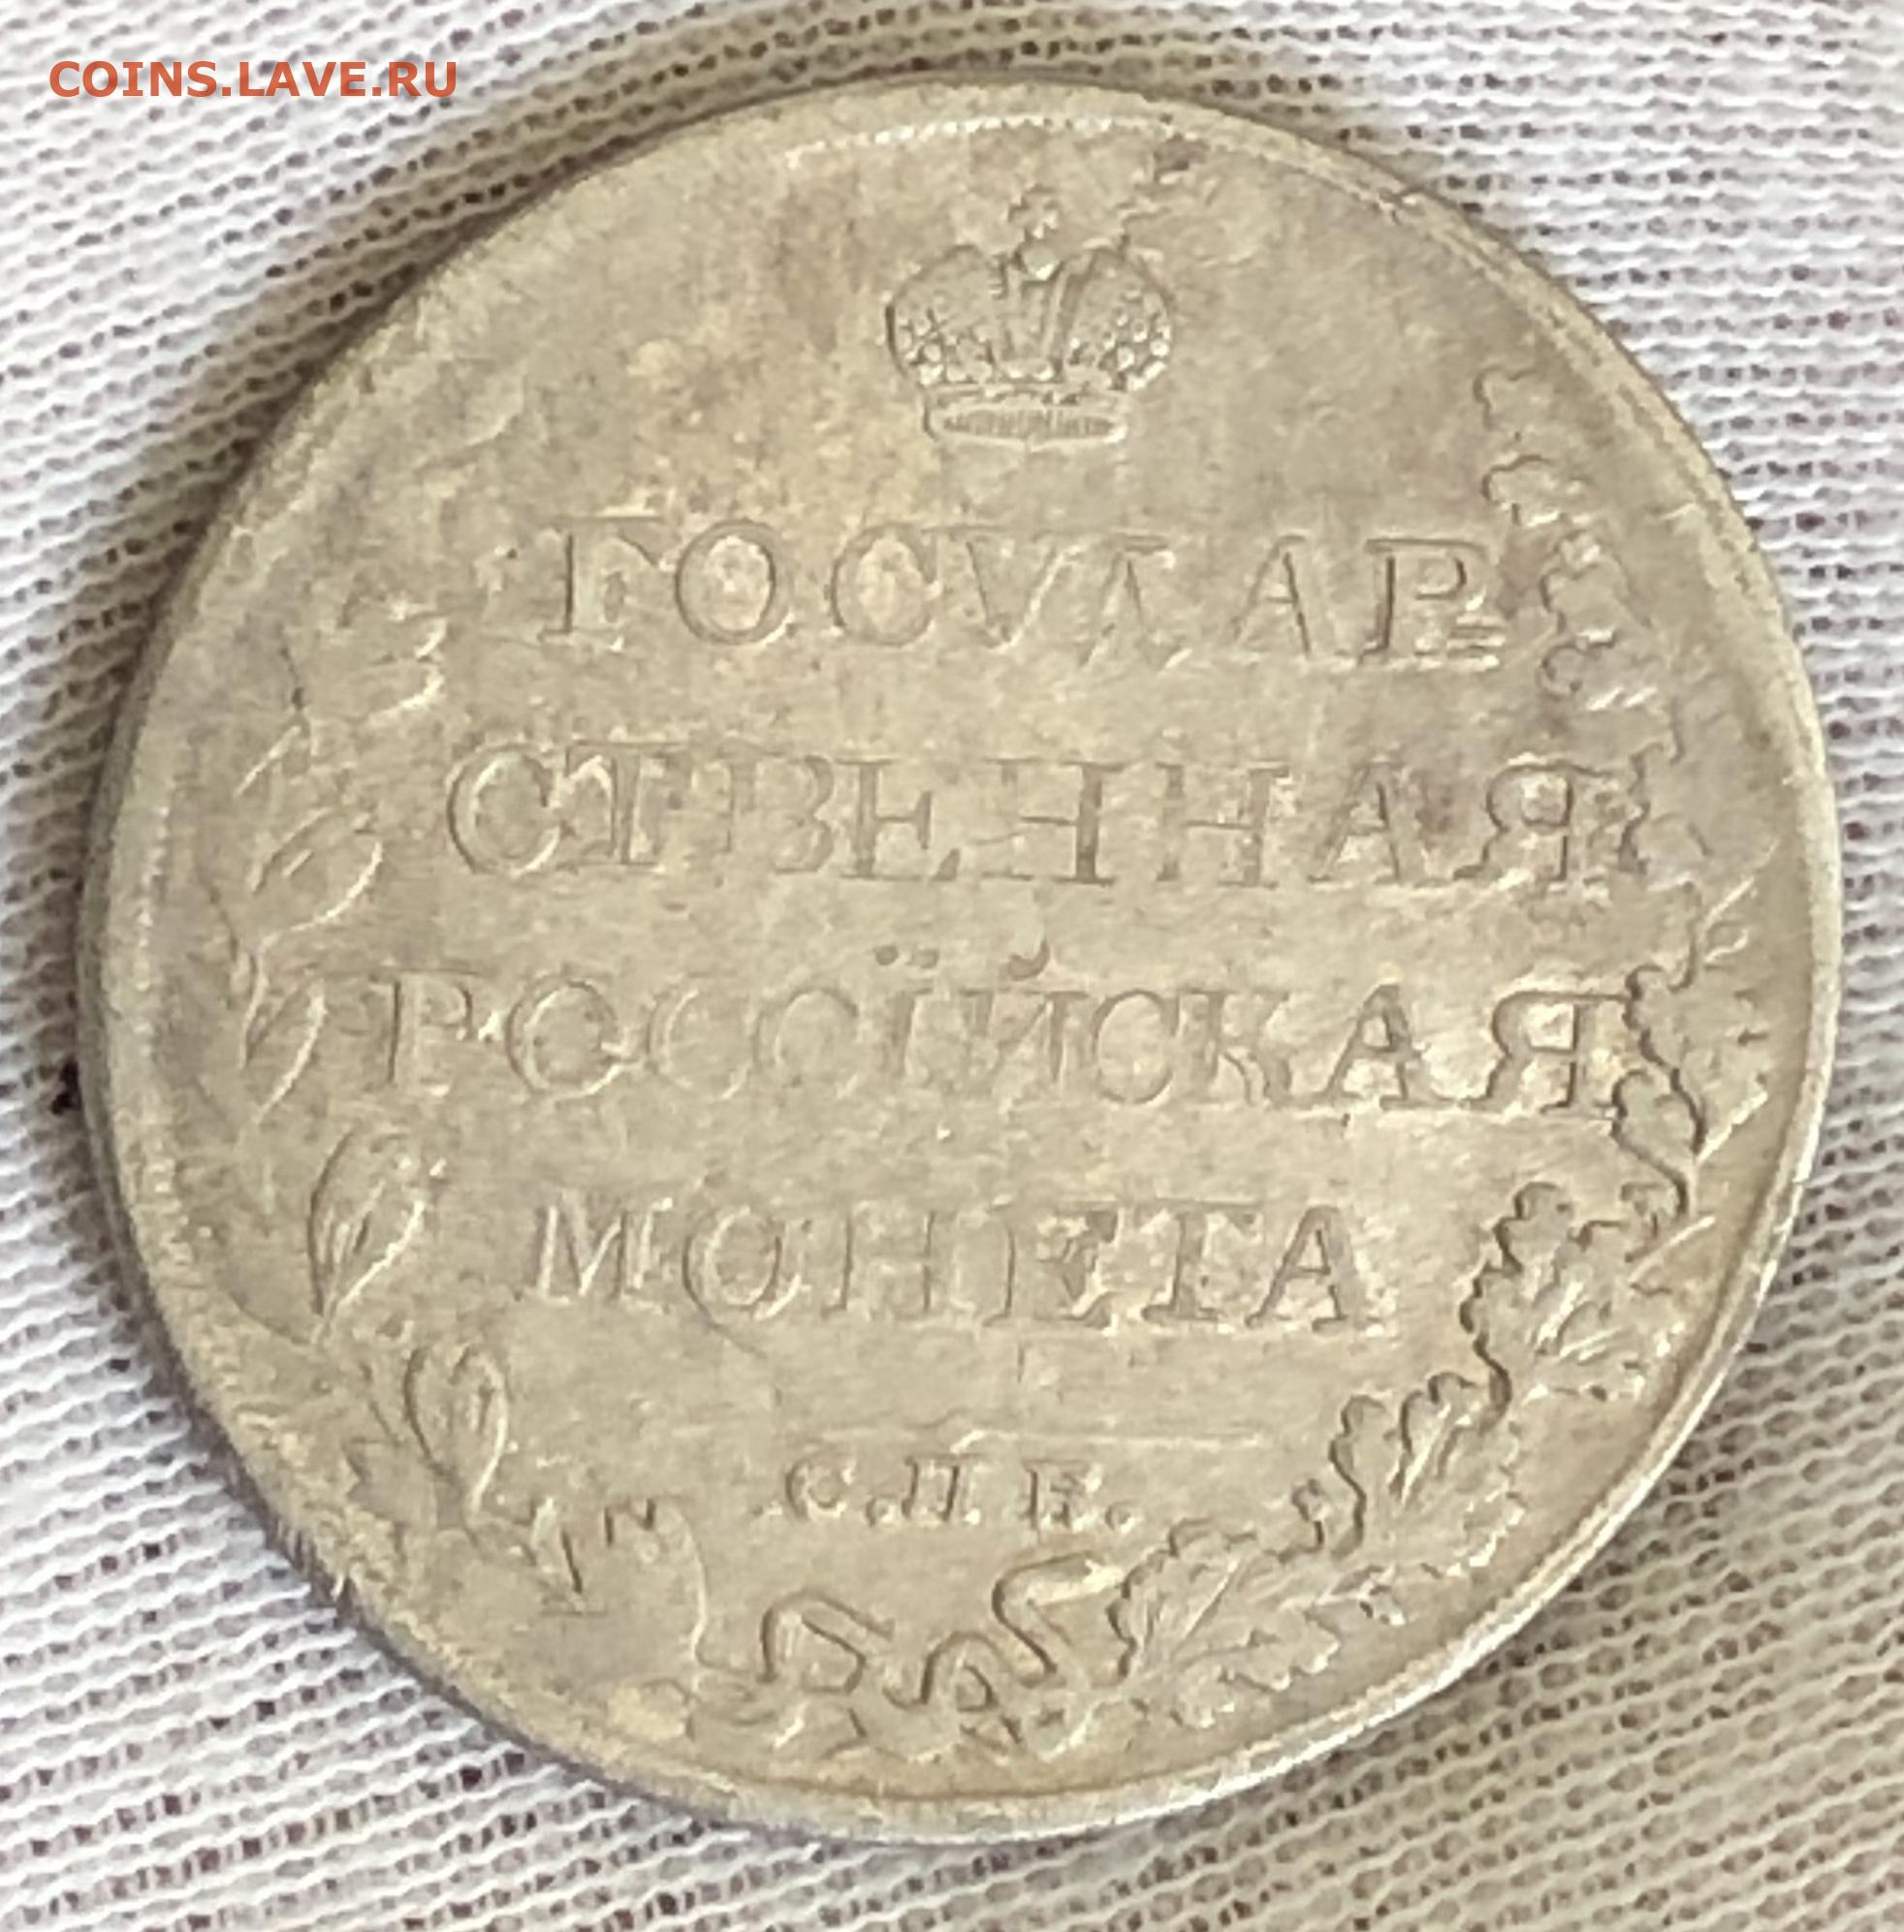 COINS.LAVE.RU
ГОСУДАР
СТВЕННАЯ
РОССІЙСКАЯ
МОНЕТА
С.П.Б.